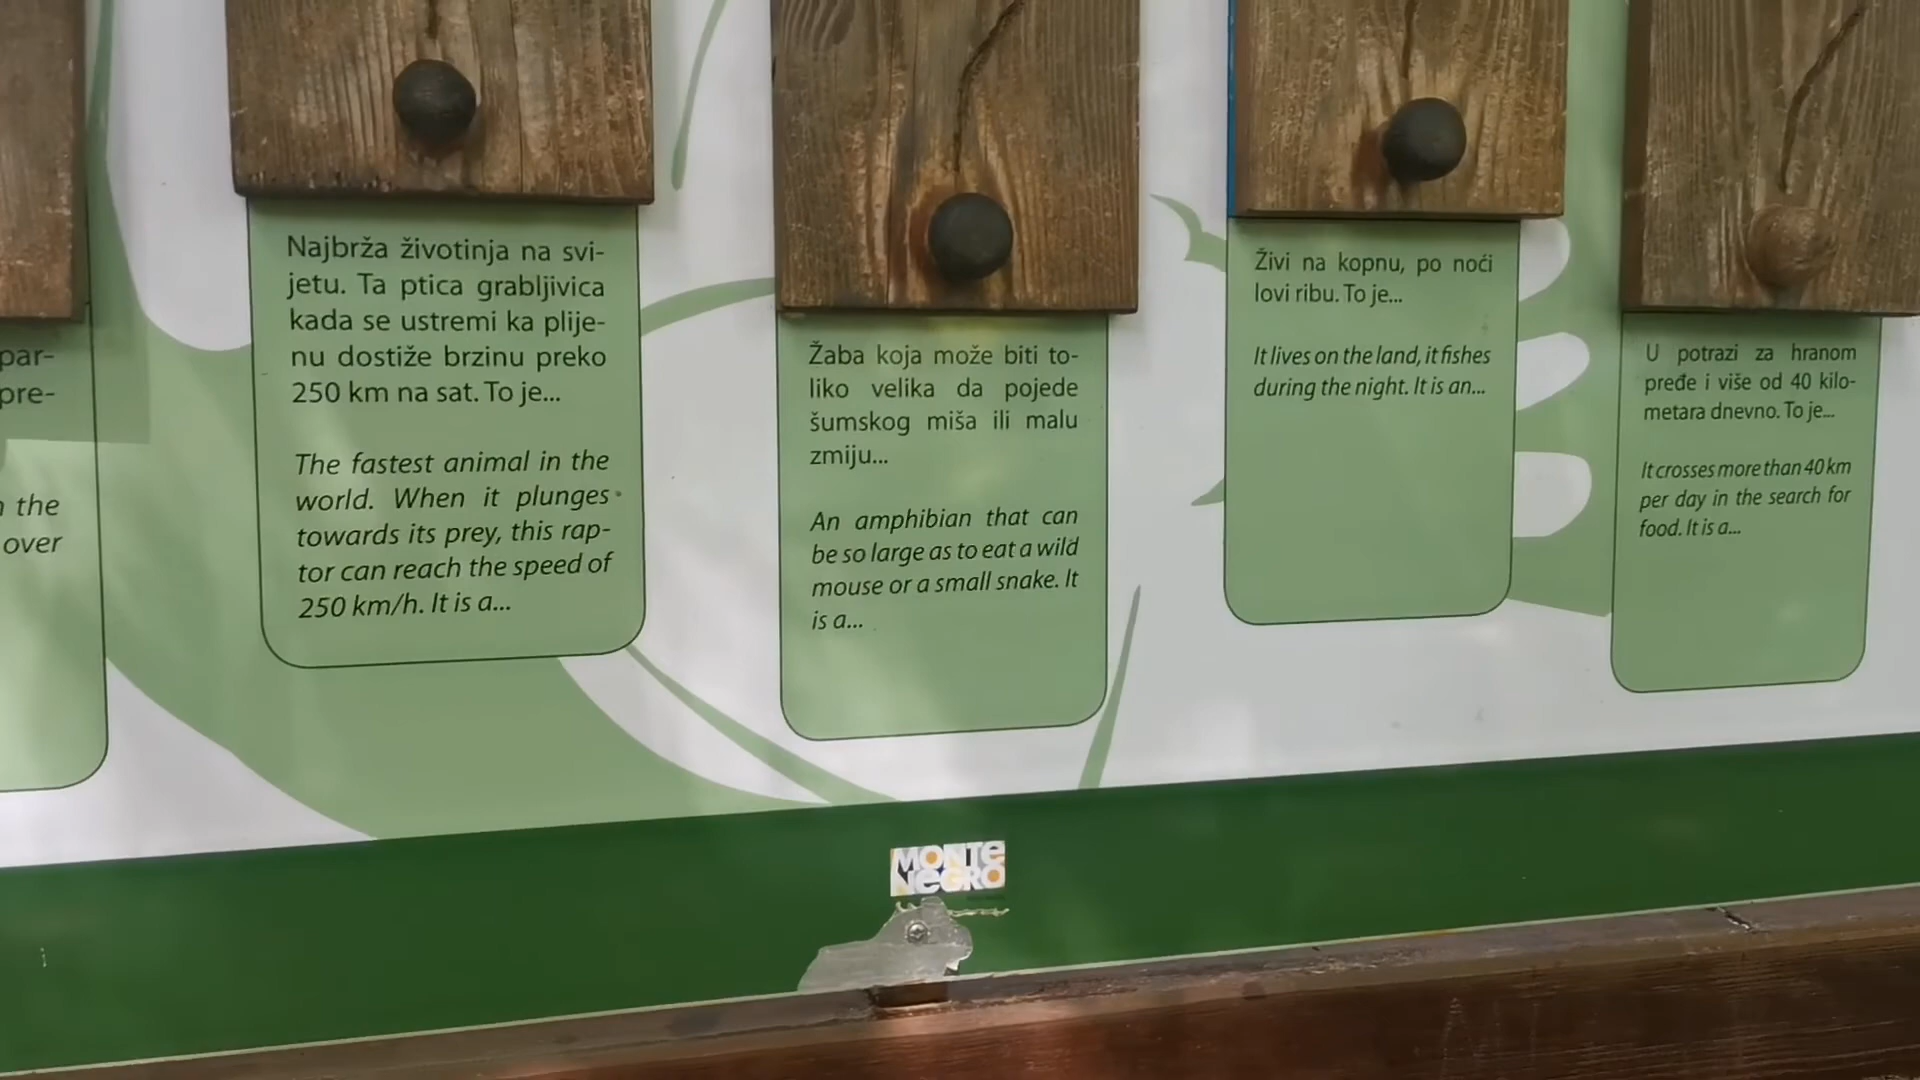 par-
pre-
the
over
Najbrža životinja na svi-
jetu. Ta ptica grabljivica
kada se ustremi ka plije-
nu dostiže brzinu preko
250 km na sat. To je...
The fastest animal in the
world. When it plunges
towards its prey, this rap-
tor can reach the speed of
250 km/h. It is a...
Žaba koja može biti to-
liko velika da pojede
šumskog miša ili malu
zmiju...
An amphibian that can
be so large as to eat a wild
mouse or a small snake. It
is a...
Živi na kopnu, po noći
lovi ribu. To je...
It lives on the land, it fishes
during the night. It is an...
U potrazi za hranom
pređe i više od 40 kilo-
metara dnevno. To je...
It crosses more than 40 km
per day in the search for
food. It is a...
MONTE
NEGRO